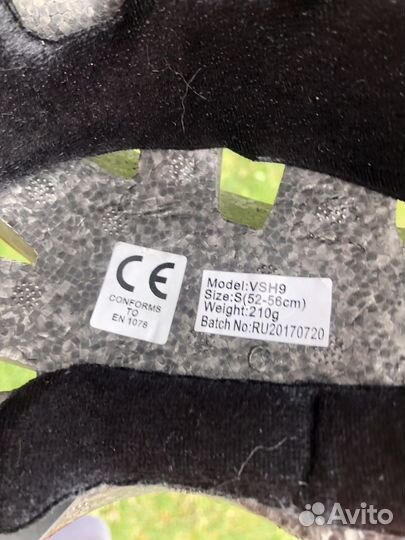 CE
CONFORMS
TO
EN 1078
Model:VSH9
Size:S(52-56cm)
Weight:210g
Batch No:RU20170720
Avito